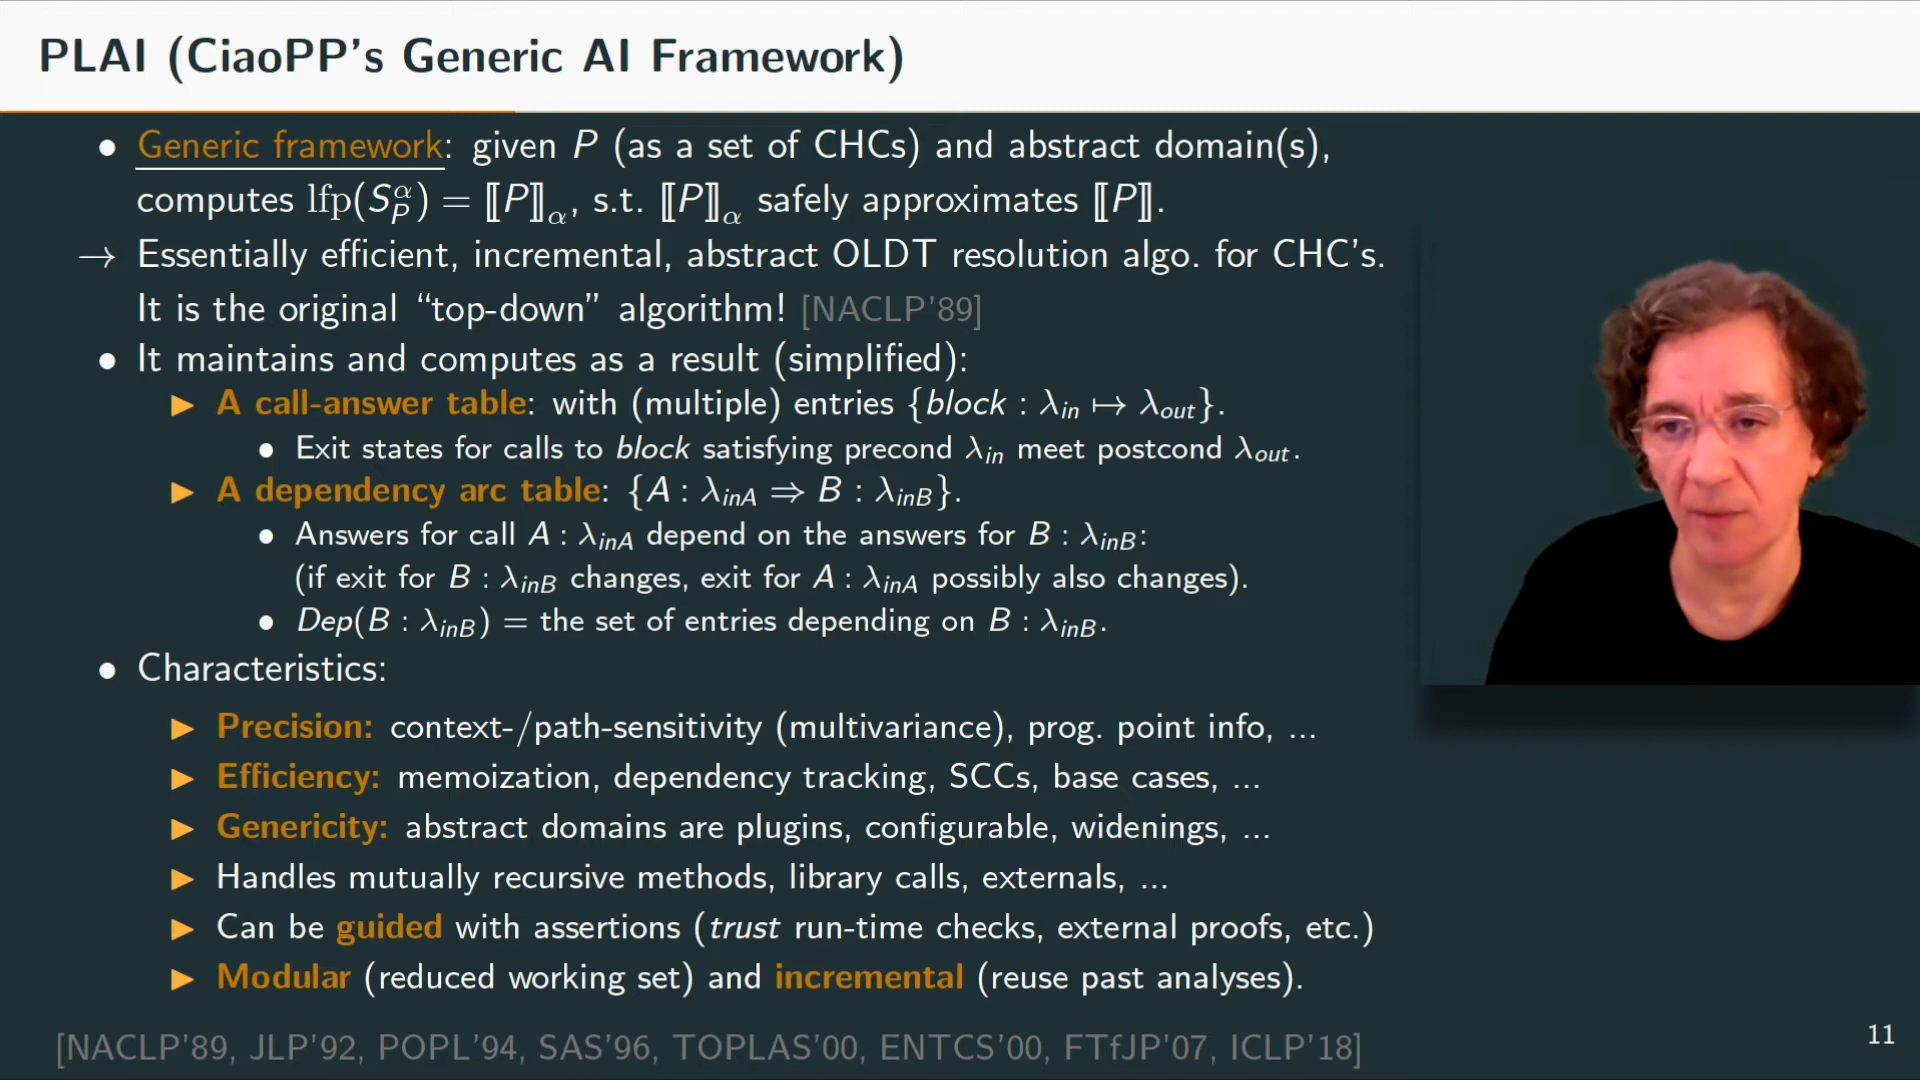 PLAI (CiaoPP's Generic AI Framework)
• Generic framework: given P (as a set of CHCs) and abstract domain(s),
computes lfp(S_P^α) = ⟦P⟧_α, s.t. ⟦P⟧_α safely approximates ⟦P⟧.
→ Essentially efficient, incremental, abstract OLDT resolution algo. for CHC's.
It is the original “top-down” algorithm! [NACLP'89]
• It maintains and computes as a result (simplified):
▶ A call-answer table: with (multiple) entries {block : λ_in ↦ λ_out}.
• Exit states for calls to block satisfying precond λ_in meet postcond λ_out.
▶ A dependency arc table: {A : λ_inA ⇒ B : λ_inB}.
• Answers for call A : λ_inA depend on the answers for B : λ_inB:
(if exit for B : λ_inB changes, exit for A : λ_inA possibly also changes).
• Dep(B : λ_inB) = the set of entries depending on B : λ_inB.
• Characteristics:
▶ Precision: context-/path-sensitivity (multivariance), prog. point info, ...
▶ Efficiency: memoization, dependency tracking, SCCs, base cases, ...
▶ Genericity: abstract domains are plugins, configurable, widenings, ...
▶ Handles mutually recursive methods, library calls, externals, ...
▶ Can be guided with assertions (trust run-time checks, external proofs, etc.)
▶ Modular (reduced working set) and incremental (reuse past analyses).
[NACLP'89, JLP'92, POPL'94, SAS'96, TOPLAS'00, ENTCS'00, FTfJP'07, ICLP'18]
11